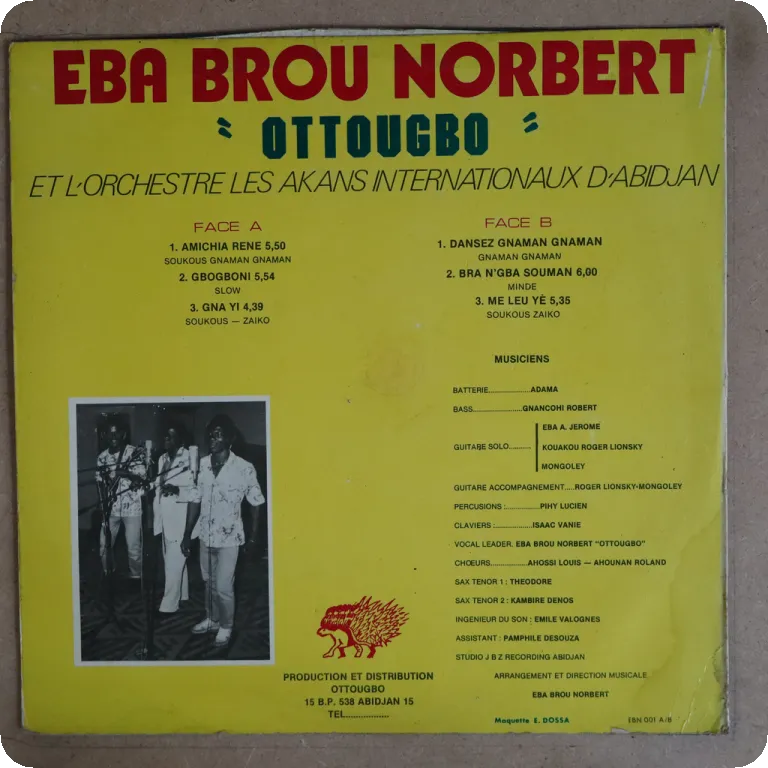 EBA BROU NORBERT
" OTTOUGBO "
ET L'ORCHESTRE LES AKANS INTERNATIONAUX D'ABIDJAN
FACE A
1. AMICHIA RENE 5,50
SOUKOUS GNAMAN GNAMAN
2. GBOGBONI 5,54
SLOW
3. GNA YI 4,39
SOUKOUS — ZAIKO
FACE B
1. DANSEZ GNAMAN GNAMAN
GNAMAN GNAMAN
2. BRA N'GBA SOUMAN 6,00
MINDE
3. ME LEU YÈ 5,35
SOUKOUS ZAIKO
MUSICIENS
BATTERIE....................ADAMA
BASS.......................GNANCOHI ROBERT
EBA A. JEROME
GUITARE SOLO.......... KOUAKOU ROGER LIONSKY
MONGOLEY
GUITARE ACCOMPAGNEMENT.....ROGER LIONSKY-MONGOLEY
PERCUSIONS :................PIHY LUCIEN
CLAVIERS :.................ISAAC VANIE
VOCAL LEADER. EBA BROU NORBERT "OTTOUGBO"
CHŒURS.................AHOSSI LOUIS — AHOUNAN ROLAND
SAX TENOR 1 : THEODORE
SAX TENOR 2 : KAMBIRE DENOS
INGENIEUR DU SON : EMILE VALOGNES
ASSISTANT : PAMPHILE DESOUZA
STUDIO J B Z RECORDING ABIDJAN
ARRANGEMENT ET DIRECTION MUSICALE
EBA BROU NORBERT
PRODUCTION ET DISTRIBUTION
OTTOUGBO
15 B.P. 538 ABIDJAN 15
TEL................
Maquette E. DOSSA
EBN 001 A/B